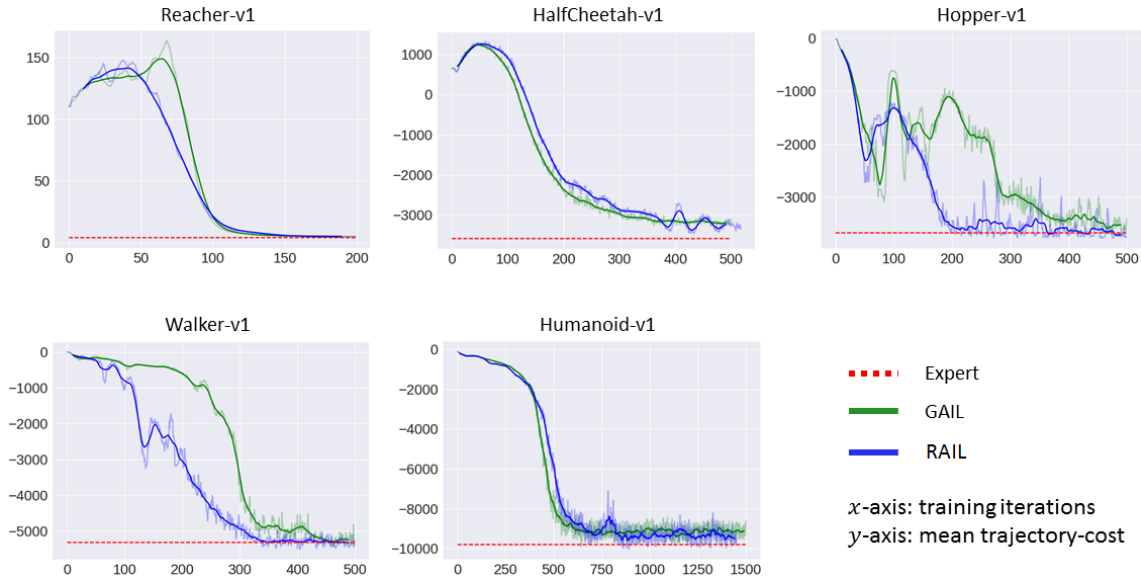 Reacher-v1
HalfCheetah-v1
Hopper-v1
150
100
50
0
0 50 100 150 200
1000
0
−1000
−2000
−3000
0 100 200 300 400 500
0
−1000
−2000
−3000
0 100 200 300 400 500
Walker-v1
Humanoid-v1
0
−1000
−2000
−3000
−4000
−5000
0 100 200 300 400 500
0
−2000
−4000
−6000
−8000
−10000
0 250 500 750 1000 1250 1500
Expert
GAIL
RAIL
x-axis: training iterations
y-axis: mean trajectory-cost